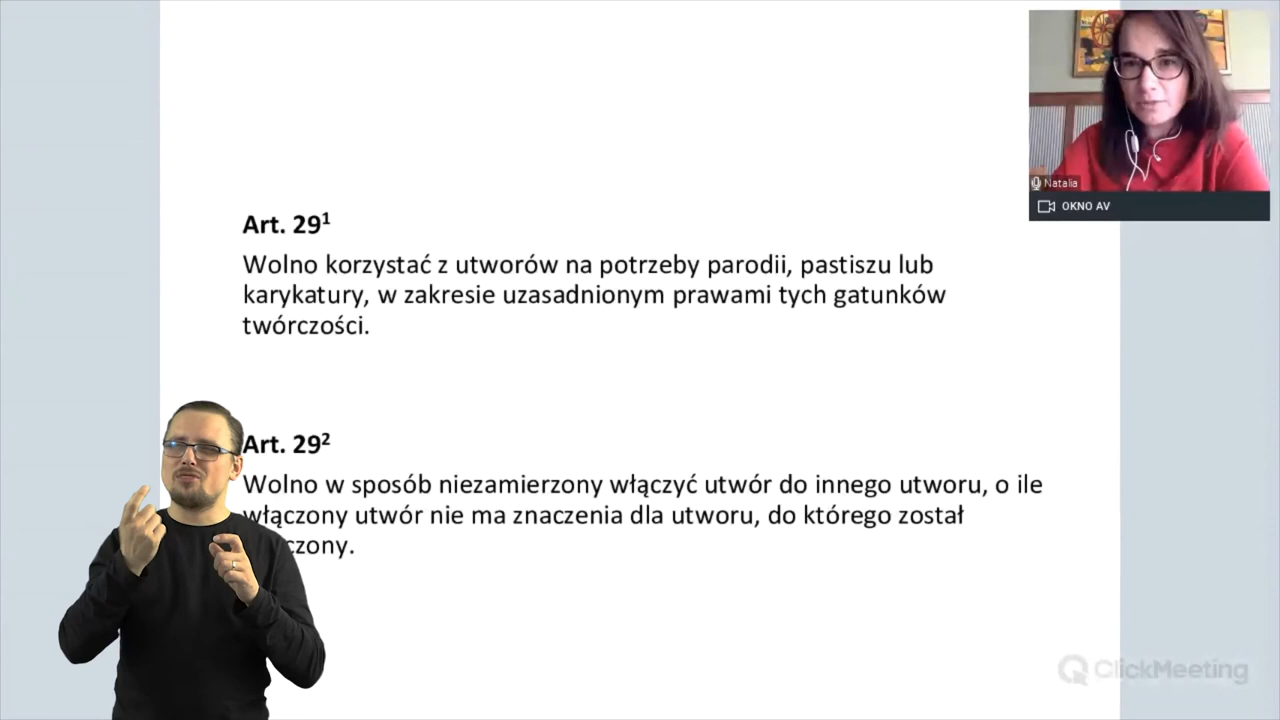 Natalia
OKNO AV
Art. 29¹
Wolno korzystać z utworów na potrzeby parodii, pastiszu lub
karykatury, w zakresie uzasadnionym prawami tych gatunków
twórczości.
Art. 29²
Wolno w sposób niezamierzony włączyć utwór do innego utworu, o ile
włączony utwór nie ma znaczenia dla utworu, do którego został
czony.
ClickMeeting